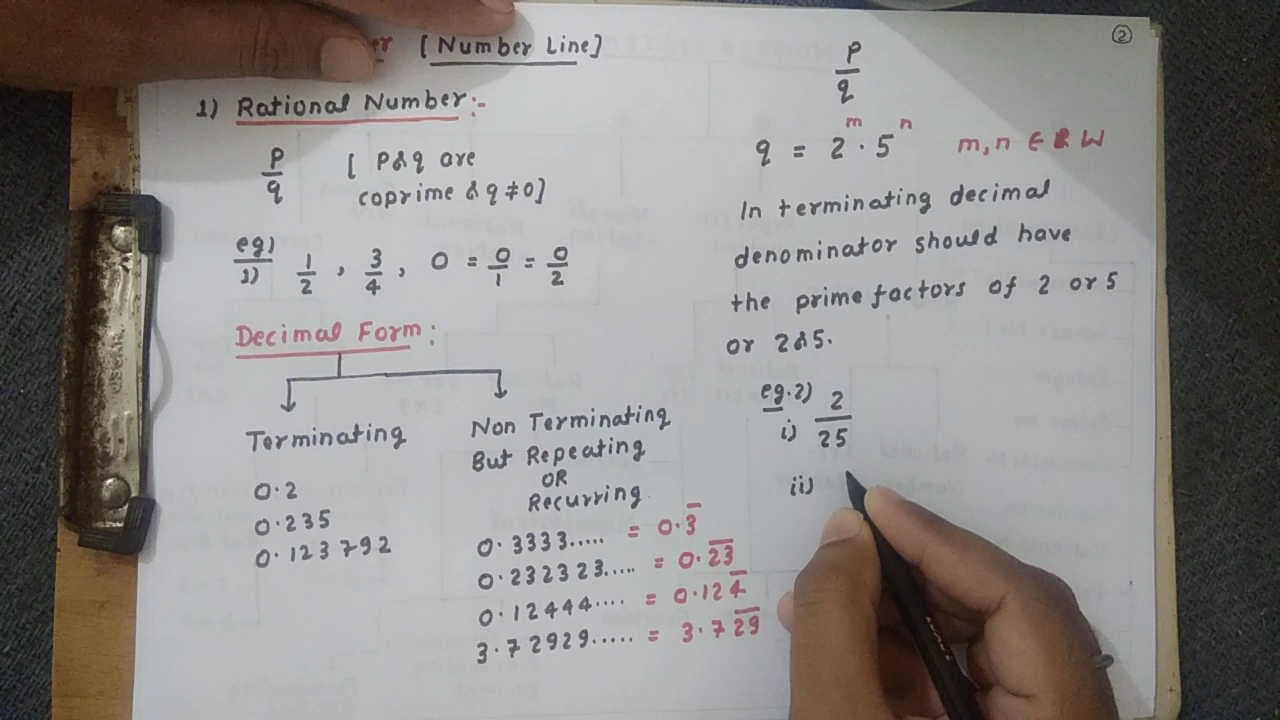 [Number Line]
1) Rational Number :-
p/q [ P & q are
coprime & q ≠ 0]
eg) 1) 1/2 , 3/4 , 0 = 0/1 = 0/2
Decimal Form :
Terminating
0.2
0.235
0.123792
Non Terminating
But Repeating
OR
Recurring
0.3333..... = 0.3̅
0.232323.... = 0.2̅3̅
0.12444.... = 0.124̅
3.72929..... = 3.72̅9̅
2
P/q
q = 2^m . 5^n m,n ∈ W
In terminating decimal
denominator should have
the prime factors of 2 or 5
or 2 & 5.
eg.2)
i) 2/25
ii)